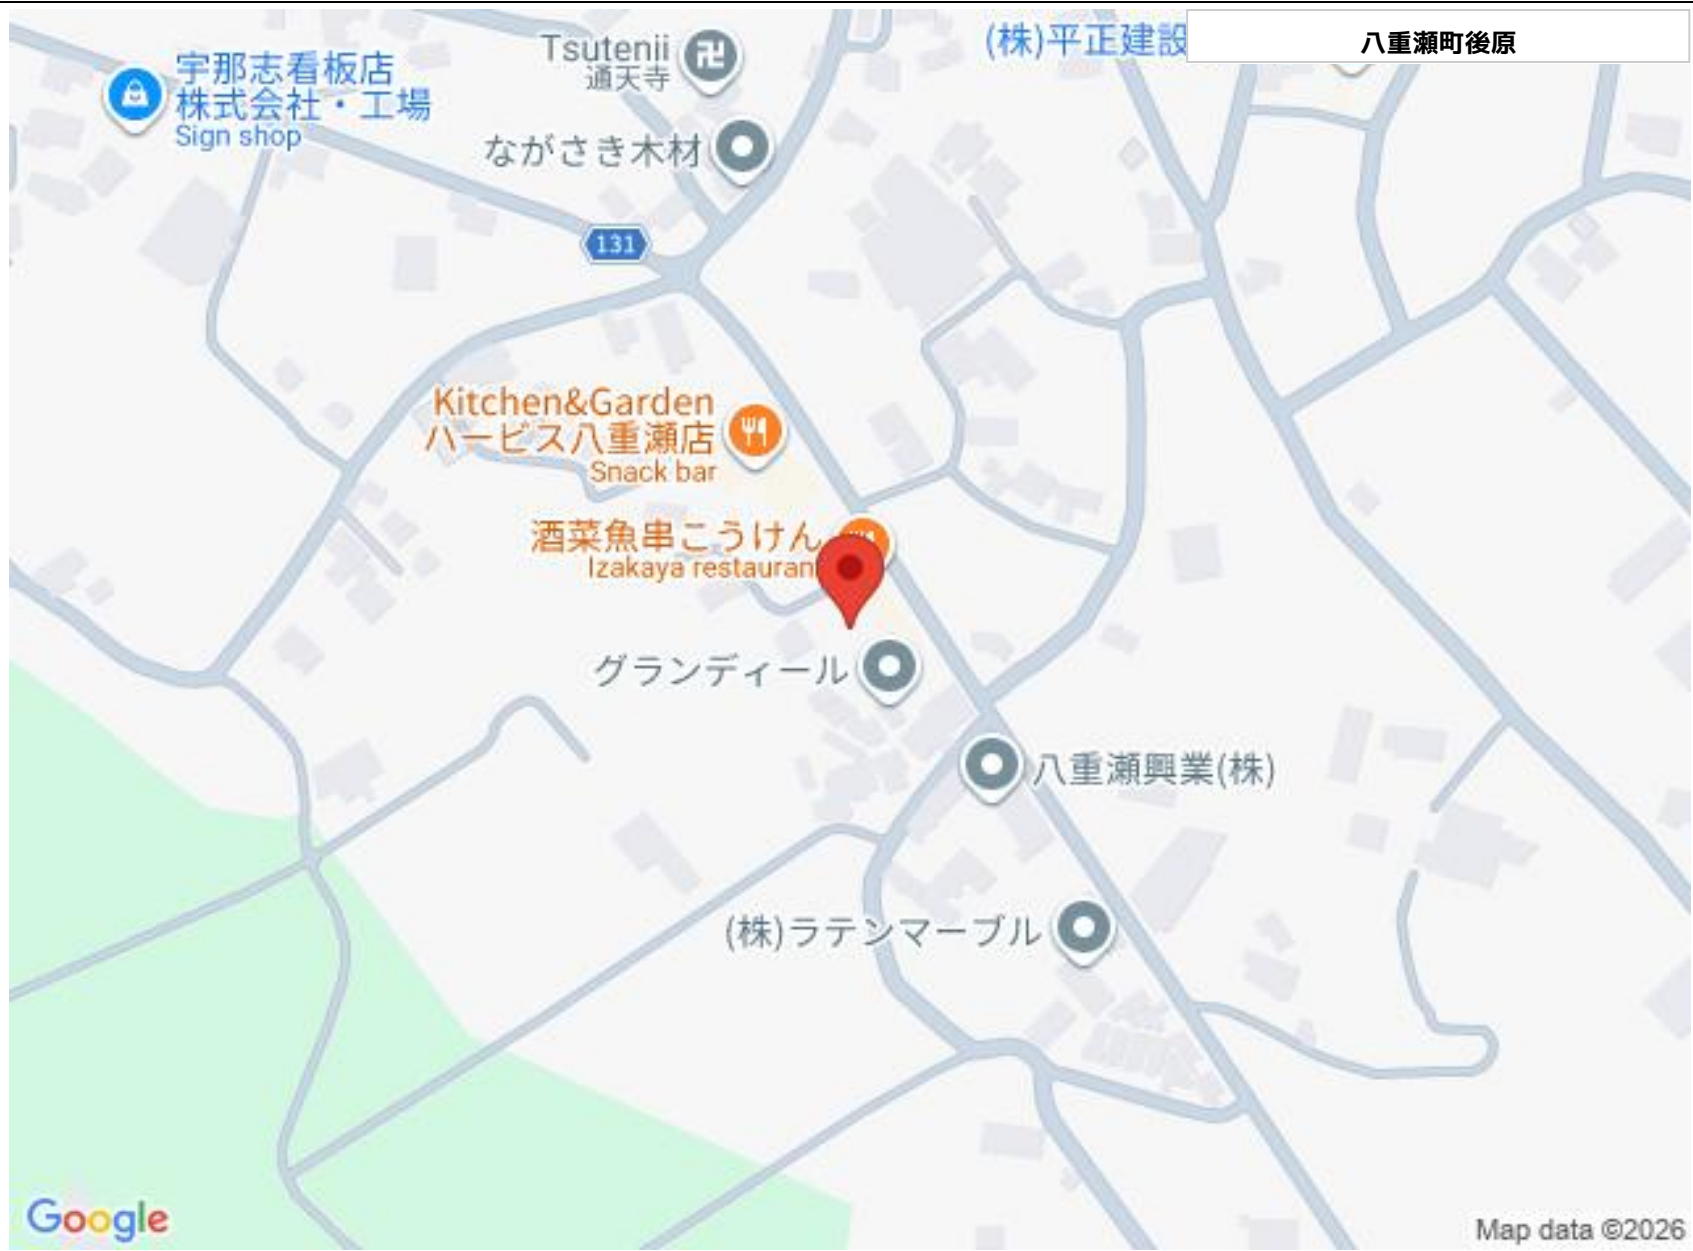 八重瀬町後原
(株)平正建設
Tsutenii
通天寺
宇那志看板店
株式会社・工場
Sign shop
ながさき木材
131
Kitchen&Garden
ハービス八重瀬店
Snack bar
酒菜魚串こうけん
Izakaya restauran
グランディール
八重瀬興業(株)
(株)ラテンマーブル
Google
Map data ©2026